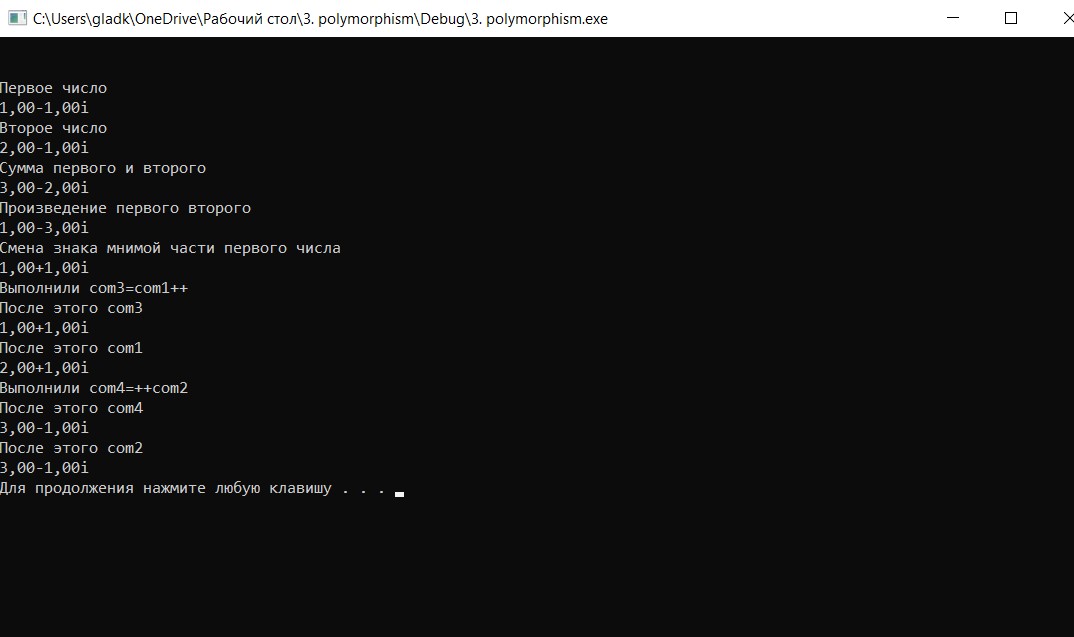 C:\Users\gladk\OneDrive\Рабочий стол\3. polymorphism\Debug\3. polymorphism.exe
Первое число
1,00-1,00i
Второе число
2,00-1,00i
Сумма первого и второго
3,00-2,00i
Произведение первого второго
1,00-3,00i
Смена знака мнимой части первого числа
1,00+1,00i
Выполнили com3=com1++
После этого com3
1,00+1,00i
После этого com1
2,00+1,00i
Выполнили com4=++com2
После этого com4
3,00-1,00i
После этого com2
3,00-1,00i
Для продолжения нажмите любую клавишу . . .